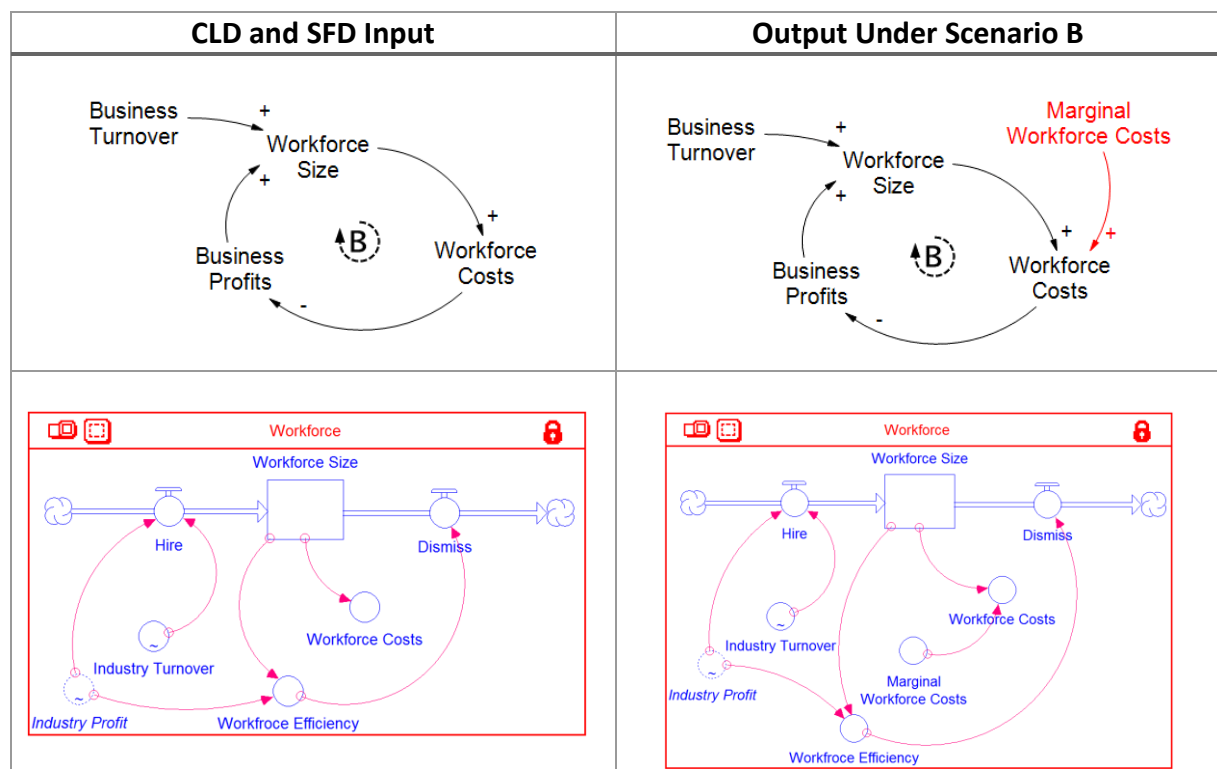 CLD and SFD Input
Output Under Scenario B
Business
Turnover
+
Workforce
Size
+
+
Workforce
Costs
-
Business
Profits
B
Business
Turnover
+
Workforce
Size
+
Marginal
Workforce Costs
+
+
Workforce
Costs
-
Business
Profits
B
Workforce
Workforce Size
Hire
Dismiss
Workforce Costs
~
Industry Turnover
~
Industry Profit
Workfroce Efficiency
Workforce
Workforce Size
Hire
Dismiss
Workforce Costs
~
Industry Turnover
~
Industry Profit
Marginal
Workforce Costs
Workfroce Efficiency